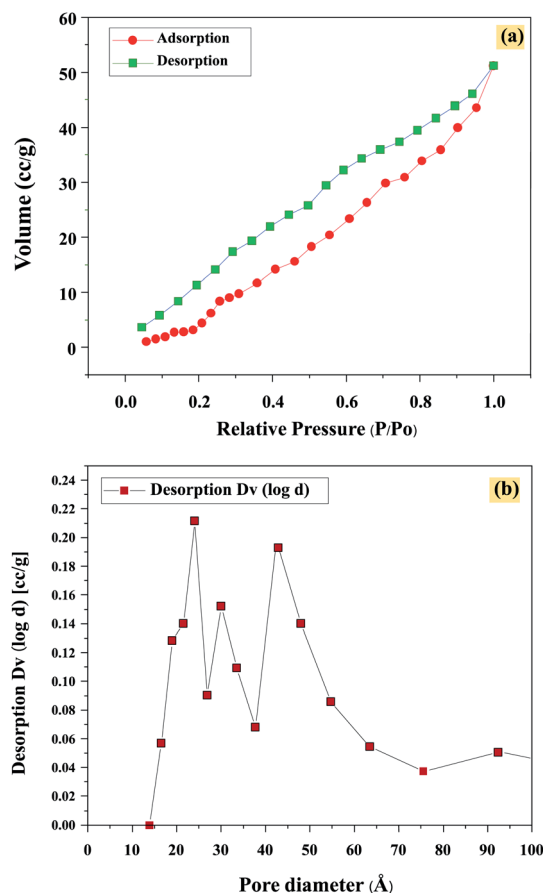 (a)
Adsorption
Desorption
60
50
40
30
20
10
0
Volume (cc/g)
0.0 0.2 0.4 0.6 0.8 1.0
Relative Pressure (P/Po)
(b)
Desorption Dv (log d)
0.24
0.22
0.20
0.18
0.16
0.14
0.12
0.10
0.08
0.06
0.04
0.02
0.00
Desorption Dv (log d) [cc/g]
0 10 20 30 40 50 60 70 80 90 100
Pore diameter (Å)